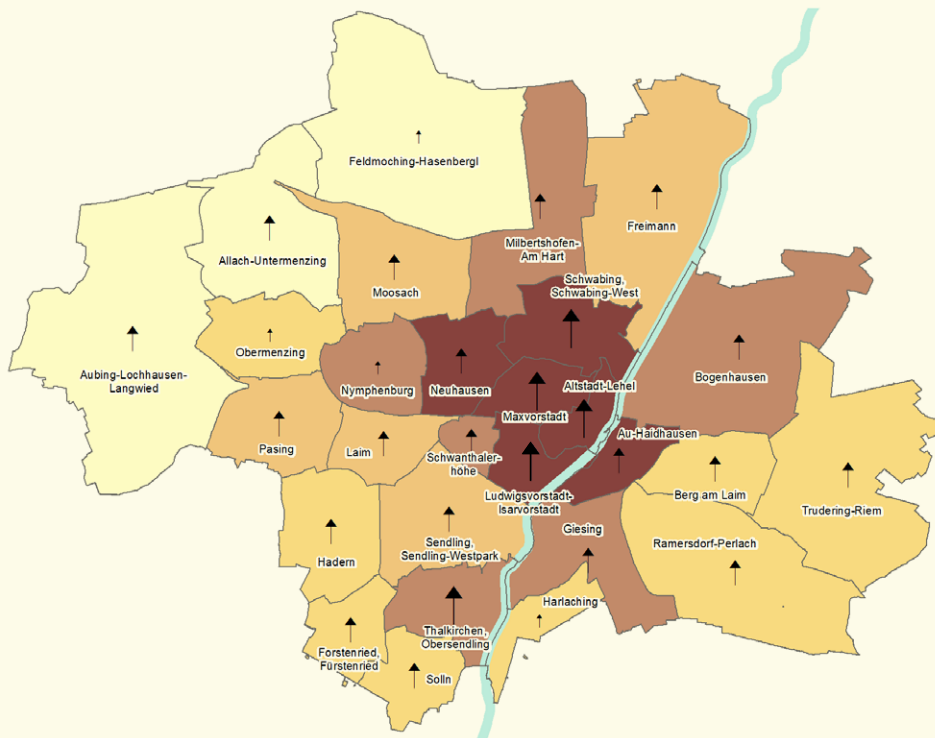 Feldmoching-Hasenbergl
Freimann
Allach-Untermenzing
Milbertshofen-
Am Hart
Moosach
Schwabing,
Schwabing-West
Obermenzing
Aubing-Lochhausen-
Langwied
Nymphenburg
Neuhausen
Altstadt-Lehel
Bogenhausen
Maxvorstadt
Pasing
Laim
Schwanthaler-
höhe
Au-Haidhausen
Ludwigsvorstadt-
Isarvorstadt
Berg am Laim
Trudering-Riem
Hadern
Sendling,
Sendling-Westpark
Giesing
Ramersdorf-Perlach
Harlaching
Thalkirchen,
Obersendling
Forstenried,
Fürstenried
Solln